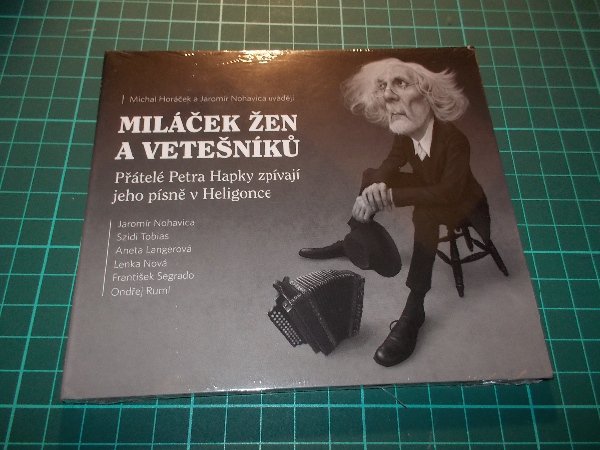 Michal Horáček a Jaromír Nohavica uvádějí
MILÁČEK ŽEN
A VETEŠNÍKŮ
Přátelé Petra Hapky zpívají
jeho písně v Heligonce
Jaromír Nohavica
Szidi Tobias
Aneta Langerová
Lenka Nová
František Segrado
Ondřej Ruml